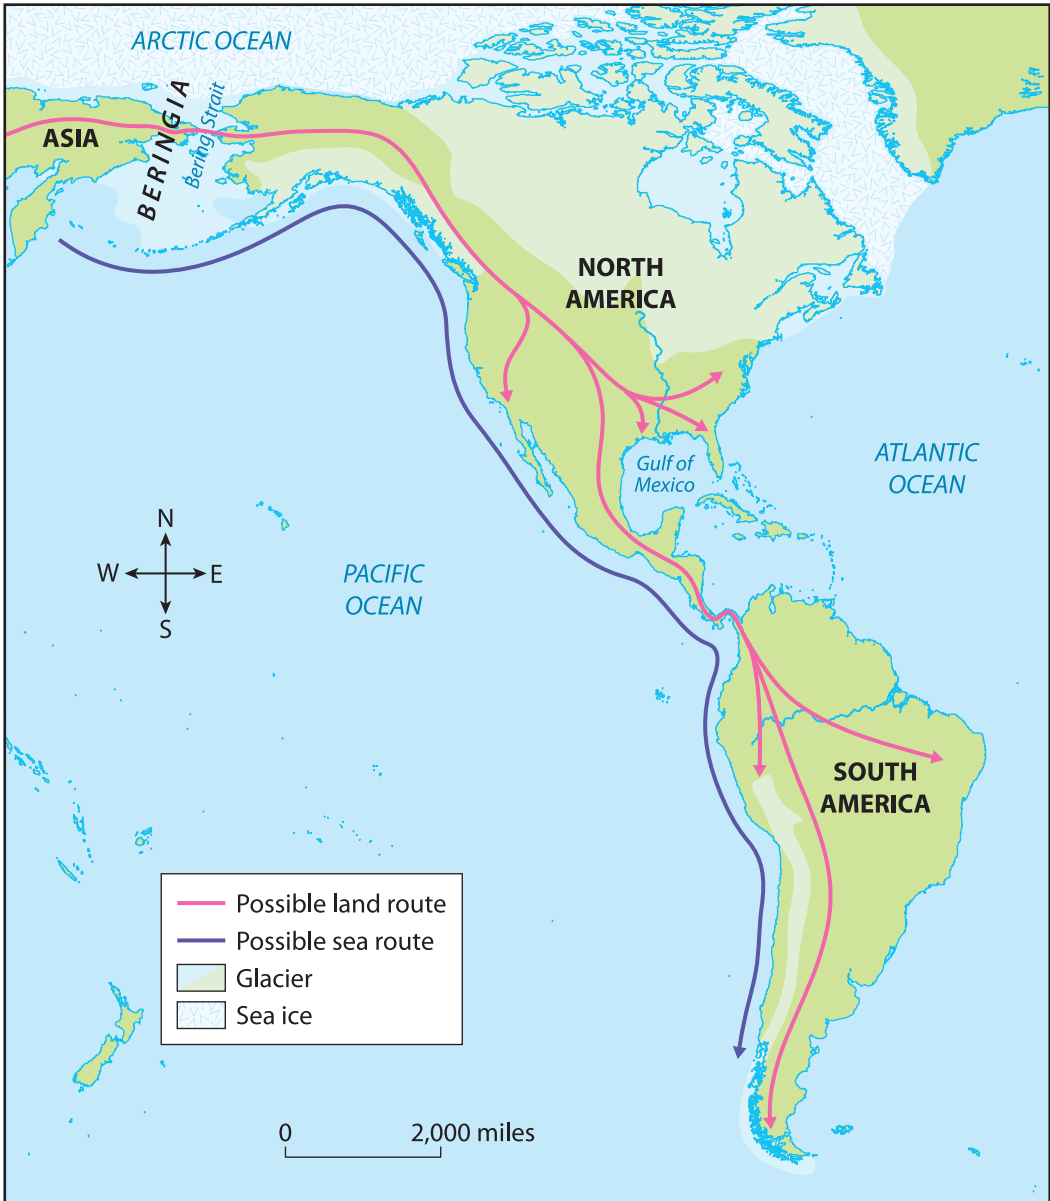 ARCTIC OCEAN
BERINGIA
Bering Strait
ASIA
NORTH
AMERICA
Gulf of
Mexico
ATLANTIC
OCEAN
N
W
E
S
PACIFIC
OCEAN
SOUTH
AMERICA
Possible land route
Possible sea route
Glacier
Sea ice
0
2,000 miles